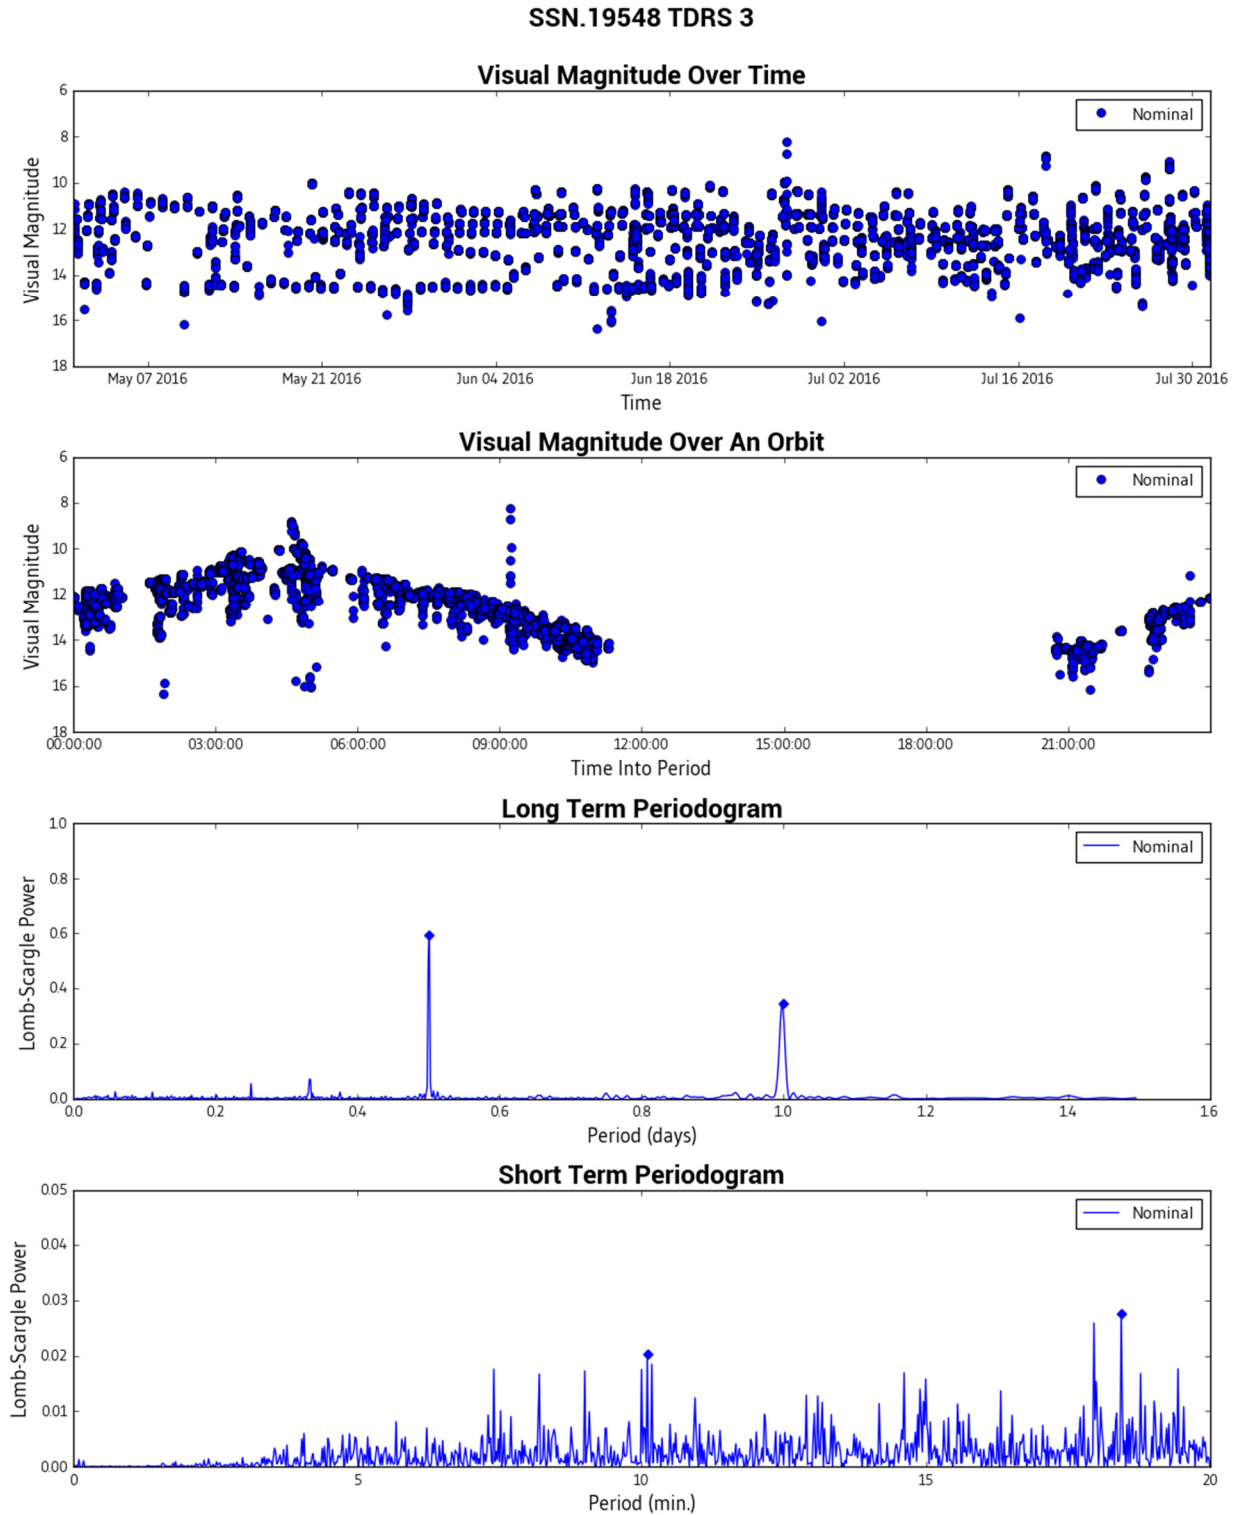 SSN.19548 TDRS 3
Visual Magnitude Over Time
6
8
10
12
14
16
18
Visual Magnitude
Nominal
May 07 2016 May 21 2016 Jun 04 2016 Jun 18 2016 Jul 02 2016 Jul 16 2016 Jul 30 2016
Time
Visual Magnitude Over An Orbit
6
8
10
12
14
16
18
Visual Magnitude
Nominal
00:00:00 03:00:00 06:00:00 09:00:00 12:00:00 15:00:00 18:00:00 21:00:00
Time Into Period
Long Term Periodogram
1.0
0.8
0.6
0.4
0.2
0.0
Lomb-Scargle Power
Nominal
0.0 0.2 0.4 0.6 0.8 1.0 1.2 1.4 1.6
Period (days)
Short Term Periodogram
0.05
0.04
0.03
0.02
0.01
0.00
Lomb-Scargle Power
Nominal
0 5 10 15 20
Period (min.)